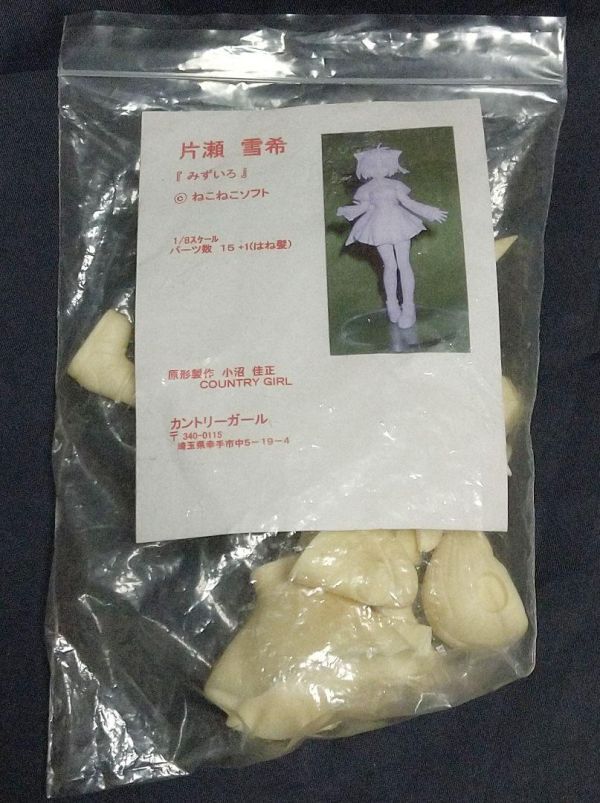 片瀬 雪希
『 みずいろ 』
© ねこねこソフト
1/8スケール
パーツ数 15 +1(はね髪)
原形製作 小沼 佳正
COUNTRY GIRL
カントリーガール
〒 340-0115
埼玉県幸手市中5-19-4